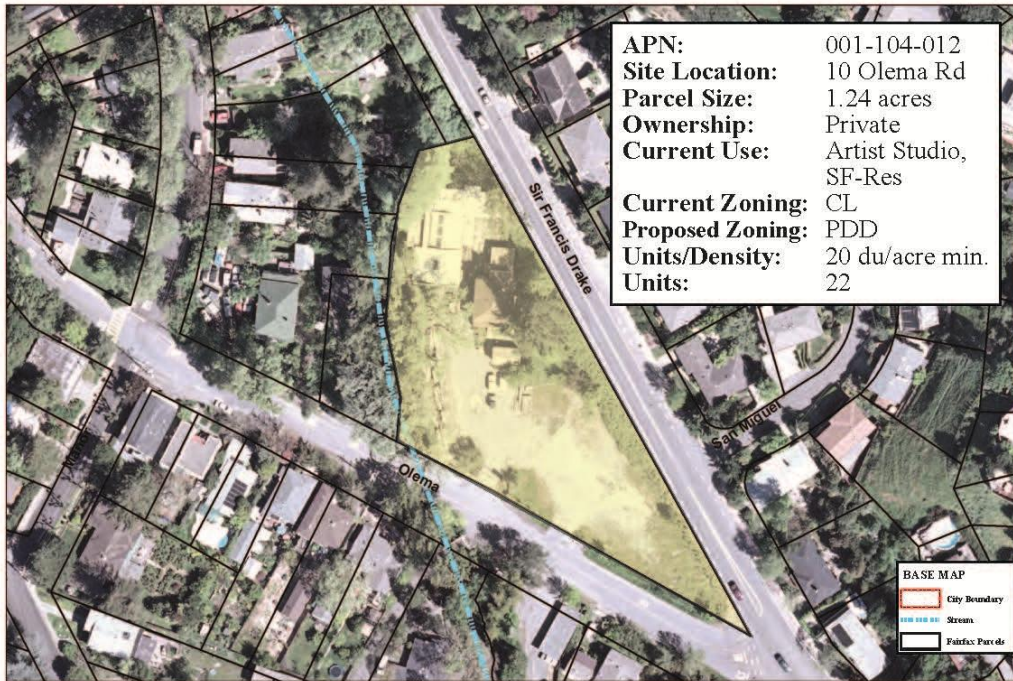 APN: 001-104-012
Site Location: 10 Olema Rd
Parcel Size: 1.24 acres
Ownership: Private
Current Use: Artist Studio,
SF-Res
Current Zoning: CL
Proposed Zoning: PDD
Units/Density: 20 du/acre min.
Units: 22
Sir Francis Drake
San Miguel
Olema
BASE MAP
City Boundary
Stream
Fairfax Parcels